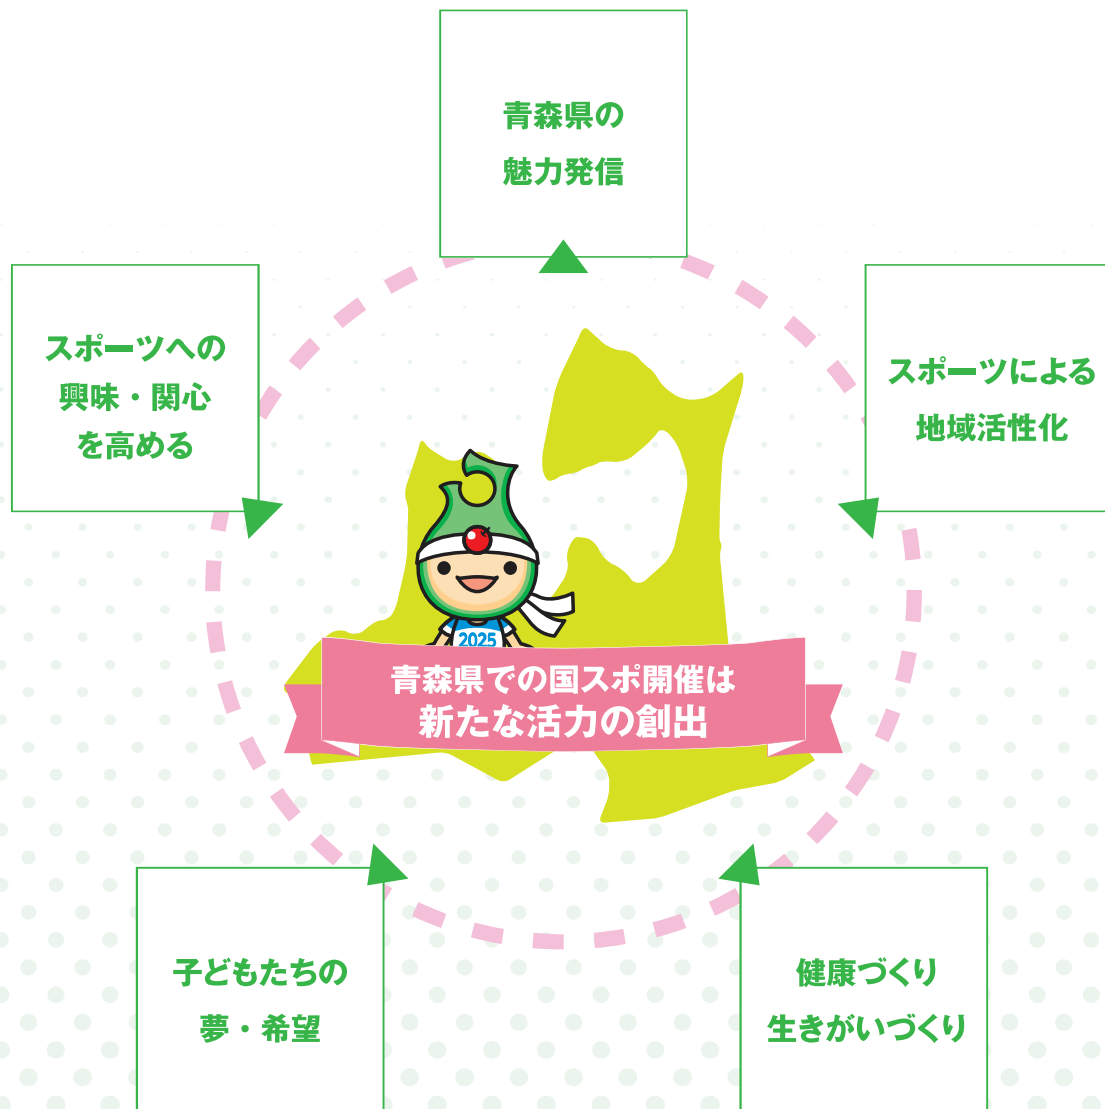 青森県の
魅力発信
スポーツへの
興味・関心
を高める
スポーツによる
地域活性化
2025
青森県での国スポ開催は
新たな活力の創出
子どもたちの
夢・希望
健康づくり
生きがいづくり